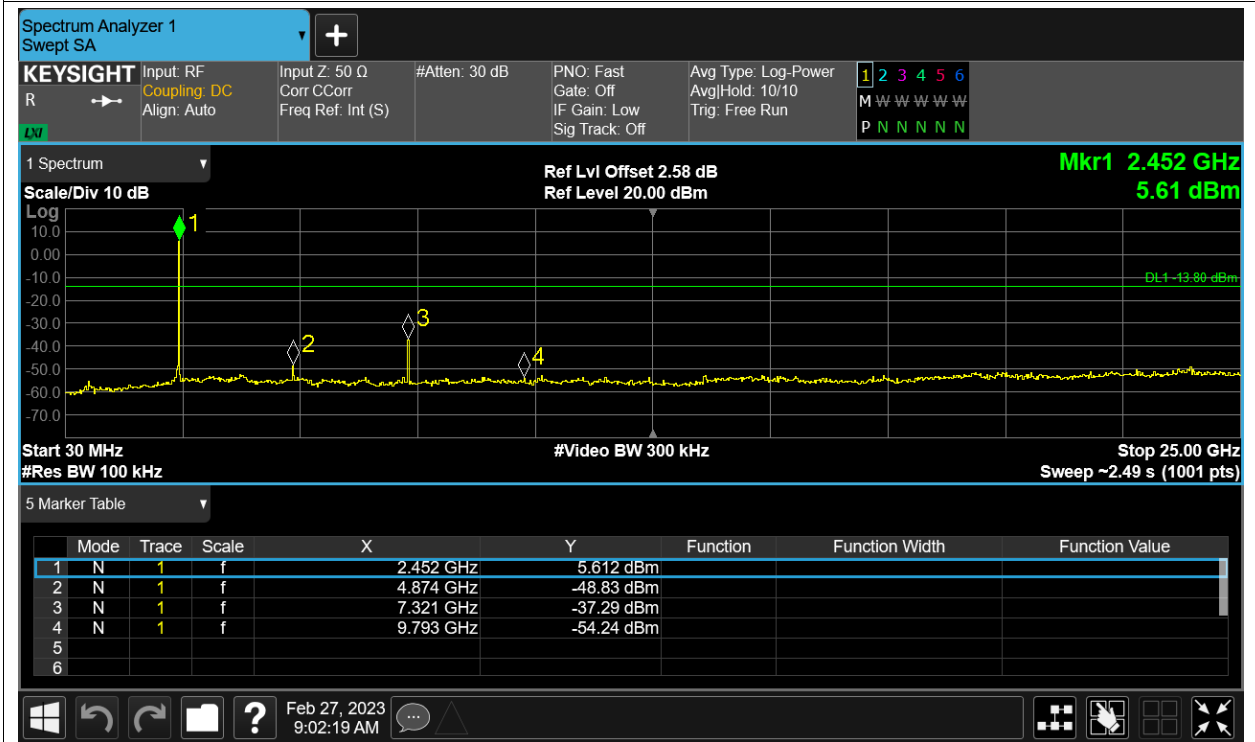 Spectrum Analyzer 1
Swept SA
+
KEYSIGHT Input: RF Input Z: 50 Ω #Atten: 30 dB PNO: Fast Avg Type: Log-Power 1 2 3 4 5 6
R Coupling: DC Corr CCorr Gate: Off Avg|Hold: 10/10 M W W W W W
Align: Auto Freq Ref: Int (S) IF Gain: Low Trig: Free Run
LXI Sig Track: Off P N N N N N
1 Spectrum Ref Lvl Offset 2.58 dB Mkr1 2.452 GHz
Scale/Div 10 dB Ref Level 20.00 dBm 5.61 dBm
Log
1
10.0
0.00
-10.0 DL1 -13.80 dBm
-20.0
-30.0 3
-40.0 2 4
-50.0
-60.0
-70.0
Start 30 MHz #Video BW 300 kHz Stop 25.00 GHz
#Res BW 100 kHz Sweep ~2.49 s (1001 pts)
5 Marker Table
Mode Trace Scale X Y Function Function Width Function Value
1 N 1 f 2.452 GHz 5.612 dBm
2 N 1 f 4.874 GHz -48.83 dBm
3 N 1 f 7.321 GHz -37.29 dBm
4 N 1 f 9.793 GHz -54.24 dBm
5
6
? Feb 27, 2023
9:02:19 AM